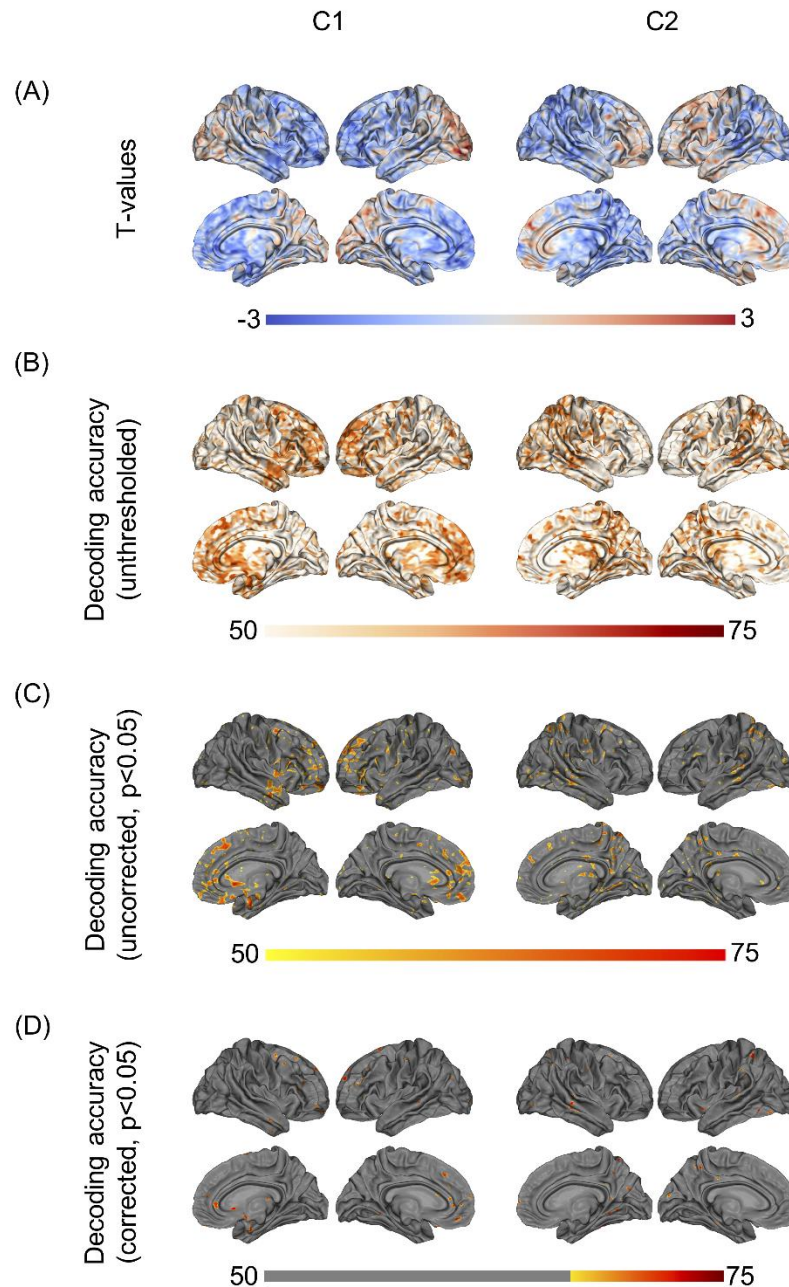 C1 C2
(A)
T-values
-3 3
(B)
Decoding accuracy
(unthresholded)
50 75
(C)
Decoding accuracy
(uncorrected, p<0.05)
50 75
(D)
Decoding accuracy
(corrected, p<0.05)
50 75